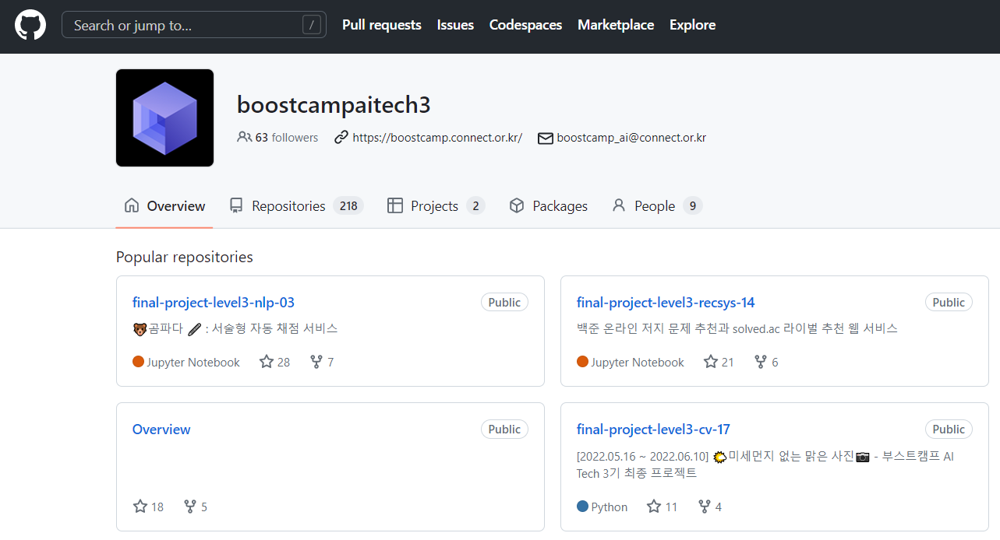 Search or jump to... / Pull requests Issues Codespaces Marketplace Explore
boostcampaitech3
63 followers https://boostcamp.connect.or.kr/ boostcamp_ai@connect.or.kr
Overview Repositories 218 Projects 2 Packages People 9
Popular repositories
final-project-level3-nlp-03 Public
🐻곰파다 🖍 : 서술형 자동 채점 서비스
Jupyter Notebook 28 7
final-project-level3-recsys-14 Public
백준 온라인 저지 문제 추천과 solved.ac 라이벌 추천 웹 서비스
Jupyter Notebook 21 6
Overview Public
18 5
final-project-level3-cv-17 Public
[2022.05.16 ~ 2022.06.10] 🌤미세먼지 없는 맑은 사진📷 - 부스트캠프 AI
Tech 3기 최종 프로젝트
Python 11 4